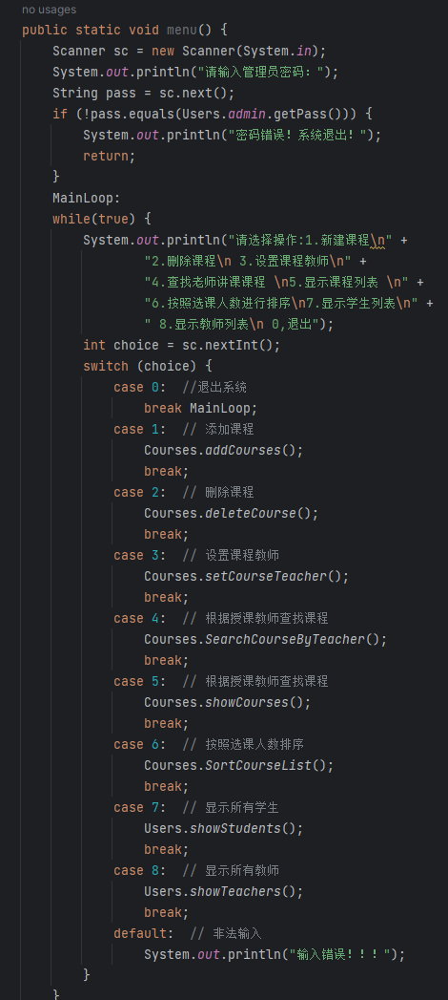 no usages
public static void menu() {
    Scanner sc = new Scanner(System.in);
    System.out.println("请输入管理员密码：");
    String pass = sc.next();
    if (!pass.equals(Users.admin.getPass())) {
        System.out.println("密码错误！系统退出！");
        return;
    }
    MainLoop:
    while(true) {
        System.out.println("请选择操作:1.新建课程\n" +
                "2.删除课程\n 3.设置课程教师\n" +
                "4.查找老师讲课课程 \n5.显示课程列表 \n" +
                "6.按照选课人数进行排序\n7.显示学生列表\n" +
                " 8.显示教师列表\n 0,退出");
        int choice = sc.nextInt();
        switch (choice) {
            case 0:  //退出系统
                break MainLoop;
            case 1:  // 添加课程
                Courses.addCourses();
                break;
            case 2:  // 删除课程
                Courses.deleteCourse();
                break;
            case 3:  // 设置课程教师
                Courses.setCourseTeacher();
                break;
            case 4:  // 根据授课教师查找课程
                Courses.SearchCourseByTeacher();
                break;
            case 5:  // 根据授课教师查找课程
                Courses.showCourses();
                break;
            case 6:  // 按照选课人数排序
                Courses.SortCourseList();
                break;
            case 7:  // 显示所有学生
                Users.showStudents();
                break;
            case 8:  // 显示所有教师
                Users.showTeachers();
                break;
            default:  // 非法输入
                System.out.println("输入错误！！！");
        }
    }